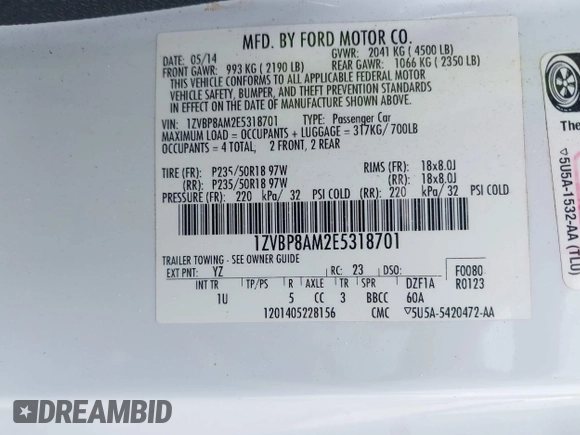 MFD. BY FORD MOTOR CO.
DATE: 05/14 GVWR: 2041 KG ( 4500 LB)
FRONT GAWR: 993 KG ( 2190 LB) REAR GAWR: 1066 KG ( 2350 LB)
THIS VEHICLE CONFORMS TO ALL APPLICABLE FEDERAL MOTOR
VEHICLE SAFETY, BUMPER, AND THEFT PREVENTION STANDARDS
IN EFFECT ON THE DATE OF MANUFACTURE SHOWN ABOVE.
VIN: 1ZVBP8AM2E5318701 TYPE: Passenger Car
MAXIMUM LOAD = OCCUPANTS + LUGGAGE = 317KG/700LB
OCCUPANTS = 4 TOTAL, 2 FRONT, 2 REAR
TIRE (FR): P235/50R18 97W RIMS (FR): 18x8.0J
(RR): P235/50R18 97W (RR): 18x8.0J
PRESSURE (FR): 220 kPa/ 32 PSI COLD (RR): 220 kPa/ 32 PSI COLD
1ZVBP8AM2E5318701
TRAILER TOWING - SEE OWNER GUIDE
EXT PNT: YZ RC: 23 DSO: F0080
INT TR TP/PS R AXLE TR SPR DZF1A R0123
1U 5 CC 3 BBCC 60A
1201405228156 CMC ▽5U5A-5420472-AA
The
▽5U5A-1532-AA (TLU)
DREAMBID